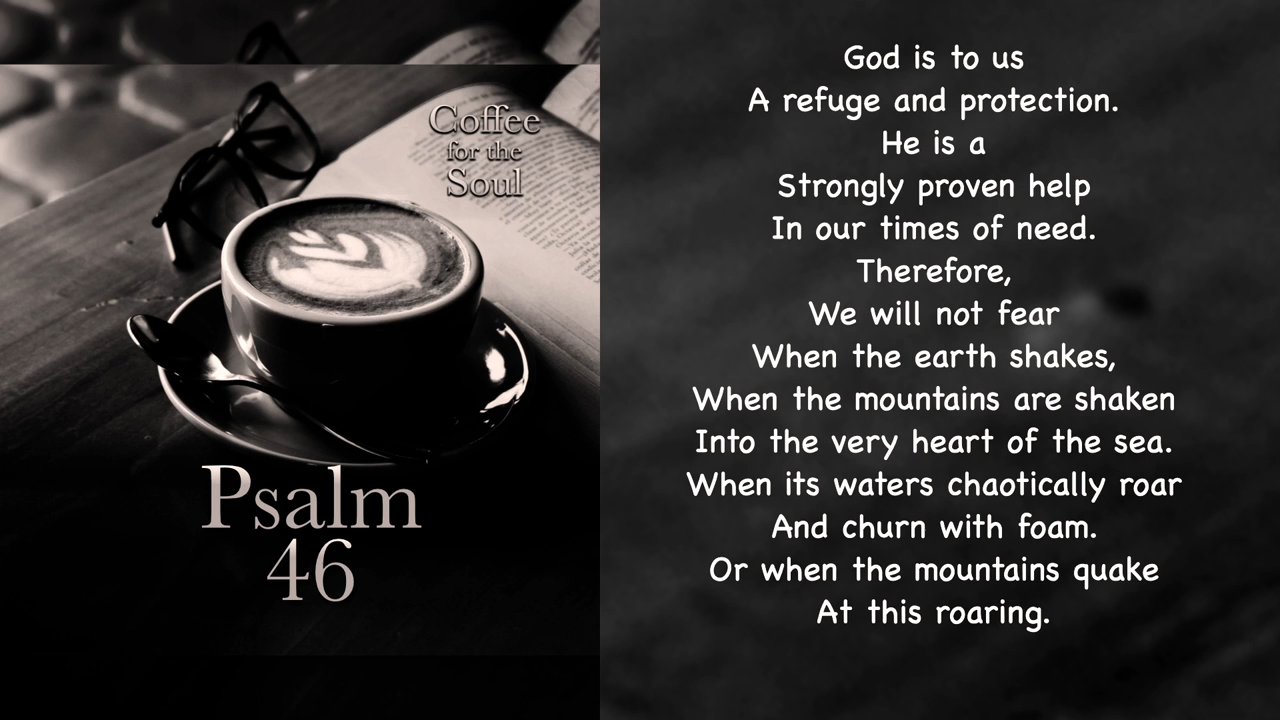 Coffee
for the
Soul
Psalm
46
God is to us
A refuge and protection.
He is a
Strongly proven help
In our times of need.
Therefore,
We will not fear
When the earth shakes,
When the mountains are shaken
Into the very heart of the sea.
When its waters chaotically roar
And churn with foam.
Or when the mountains quake
At this roaring.